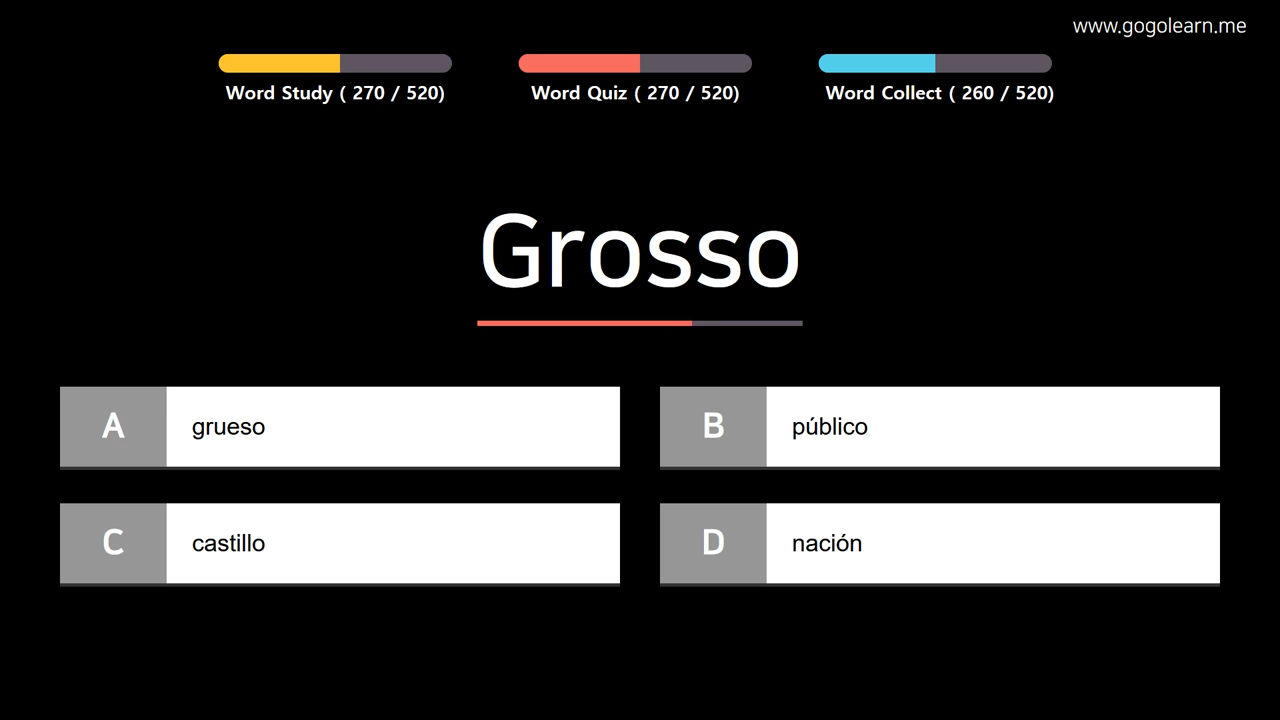 www.gogolearn.me
Word Study ( 270 / 520)
Word Quiz ( 270 / 520)
Word Collect ( 260 / 520)
Grosso
A grueso
B público
C castillo
D nación